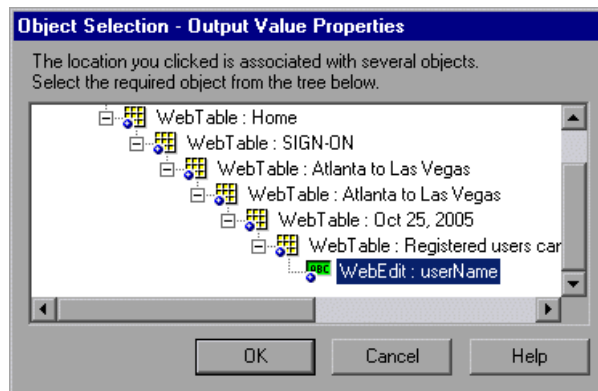 Object Selection - Output Value Properties
The location you clicked is associated with several objects.
Select the required object from the tree below.
WebTable : Home
WebTable : SIGN-ON
WebTable : Atlanta to Las Vegas
WebTable : Atlanta to Las Vegas
WebTable : Oct 25, 2005
WebTable : Registered users car
ABC WebEdit : userName
OK Cancel Help